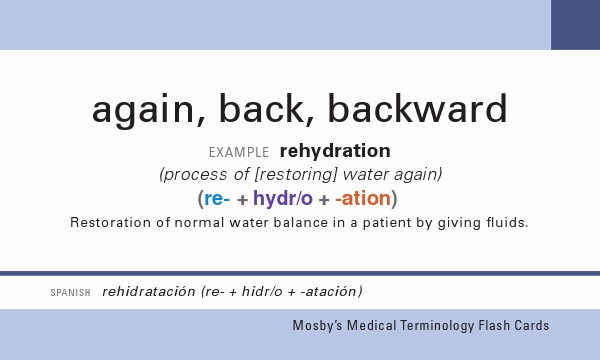 again, back, backward
EXAMPLE rehydration
(process of [restoring] water again)
(re- + hydr/o + -ation)
Restoration of normal water balance in a patient by giving fluids.
SPANISH rehidratación (re- + hidr/o + -atación)
Mosby's Medical Terminology Flash Cards